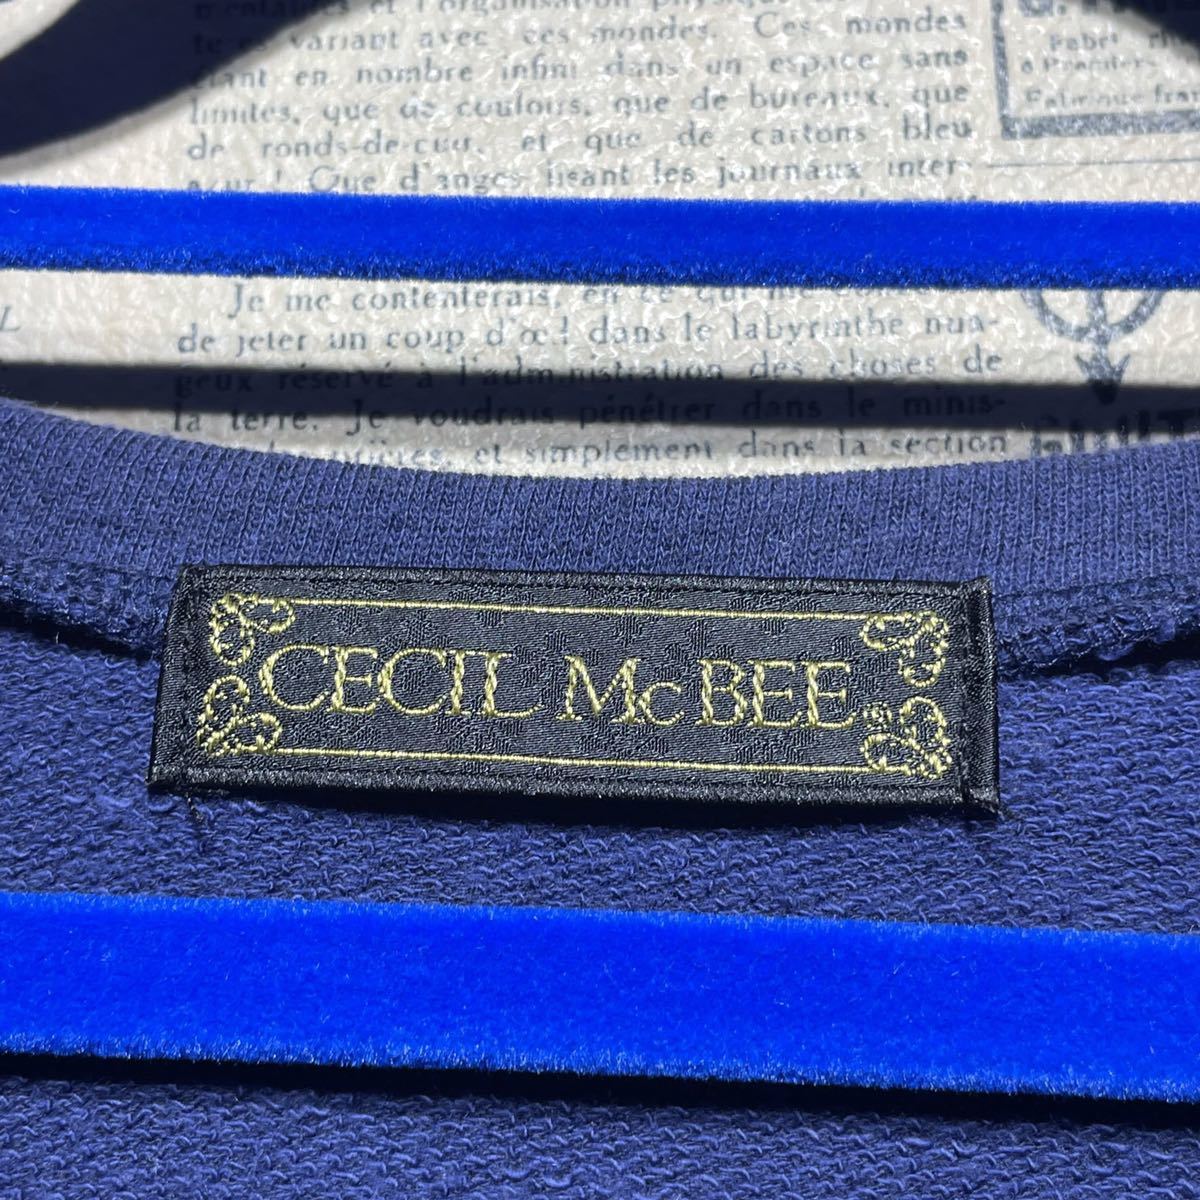 variant avec ces mondes. Ces mondes
étant en nombre infini dans un espace sans
limites, que de couloirs, que de bureaux, que
de ronds-de-cuir, et que de cartons bleu
! Que d'anges lisant les journaux inter-
Je me contenterais, en ce qui me
de jeter un coup d'œil dans le labyrinthe nua-
geux réservé à l'administration des choses de
la terre. Je voudrais pénétrer dans le minis-
et simplement dans la section
CECIL McBEE